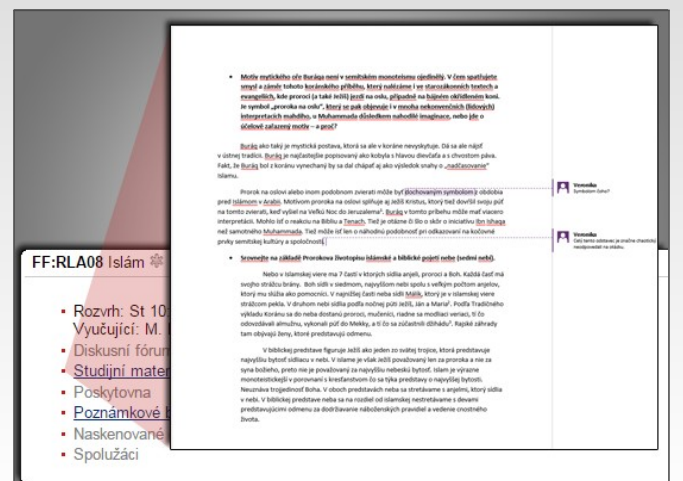 • Motiv mytického oře Buráqa není v semitském monoteismu ojedinělý. V čem spatřujete
smysl a záměr tohoto koránského příběhu, který nalézáme i ve starozákonních textech a
evangeliích, kde proroci (a také Ježíš) jezdí na oslu, případně na bájném okřídleném koni.
Je symbol „proroka na oslu", který se pak objevuje i v mnoha nekonvenčních (lidových)
interpretacích mahdího, u Muhammada důsledkem nahodilé imaginace, nebo jde o
účelově zařazený motiv – a proč?
Buráq ako taký je mystická postava, ktorá sa ale v koráne nevyskytuje. Dá sa ale nájsť
v ústnej tradícii. Buráq je najčastejšie popisovaný ako kobyla s hlavou dievčaťa a s chvostom páva.
Fakt, že Buráq bol z koránu vynechaný by sa dal chápať aj ako výsledok snahy o „nadčasovanie"
islamu.
Prorok na oslovi alebo inom podobnom zvierati môže byť dochovaným symbolom z obdobia
pred Islámom v Arábii. Motívom proroka na oslovi splňuje aj Ježiš Kristus, ktorý tiež dovŕšil svoju púť
na tomto zvierati, keď vyšiel na Veľkú Noc do Jeruzalema. Buráq v tomto príbehu môže mať viacero
interpretácií. Mohlo ísť o reakciu na Bibliu a Tenach. Tiež je otázne či šlo o skôr o iniciatívu Ibn Ishaqa
než samotného Muhammada. Tiež môže ísť len o náhodnú podobnosť pri odkazovaní na kočovné
prvky semitskej kultúry a spoločnosti.
Veronika
Symbolom čoho?
Veronika
Celý tento odstavec je značne chaotický
neodpovedáš na otázku.
• Srovnejte na základě Prorokova životopisu islámské a biblické pojetí nebe (sedmi nebí).
Nebo v islamskej viere ma 7 častí v ktorých sídlia anjeli, proroci a Boh. Každá časť má
svojho strážcu brány. Boh sídli v siedmom, najvyššom nebi spolu s veľkým počtom anjelov,
ktorý mu slúžia ako pomocníci. V najnižšej časti neba sídli Málik, ktorý je v islamskej viere
strážcom pekla. V druhom nebi sídlia podľa nočnej púti Ježiš, Ján a Maria. Podľa Tradičného
výkladu Koránu sa do neba dostanú proroci, mučeníci, riadne sa modliaci veriaci, tí čo
odovzdávali almužnu, vykonali púť do Mekky, a tí čo sa zúčastnili džihádu. Rajské záhrady
tam obývajú ženy, ktoré predstavujú odmenu.
V biblickej predstave figuruje Ježiš ako jeden zo svätej trojice, ktorá predstavuje
najvyššiu bytosť sídliacu v nebi. V islame je však Ježiš považovaný len za proroka a nie za
syna božieho, preto nie je považovaný za najvyššiu nebeskú bytosť. Islam je výrazne
monoteistickejší v porovnaní s kresťanstvom čo sa týka predstavy o najvyššej bytosti.
Neuznáva trojjedinosť Boha. V oboch predstavách neba sa stretávame s anjelmi, ktorý sídlia
v nebi. V biblickej predstave neba sa na rozdiel od islamskej nestretávame s devami
predstavujúcimi odmenu za dodržiavanie náboženských pravidiel a vedenie cnostného
života.
FF:RLA08 Islám
▪ Rozvrh: St 10:
Vyučující: M.
▪ Diskusní fórum
▪ Studijní mater
▪ Poskytovna
▪ Poznámkové b
▪ Naskenované
▪ Spolužáci